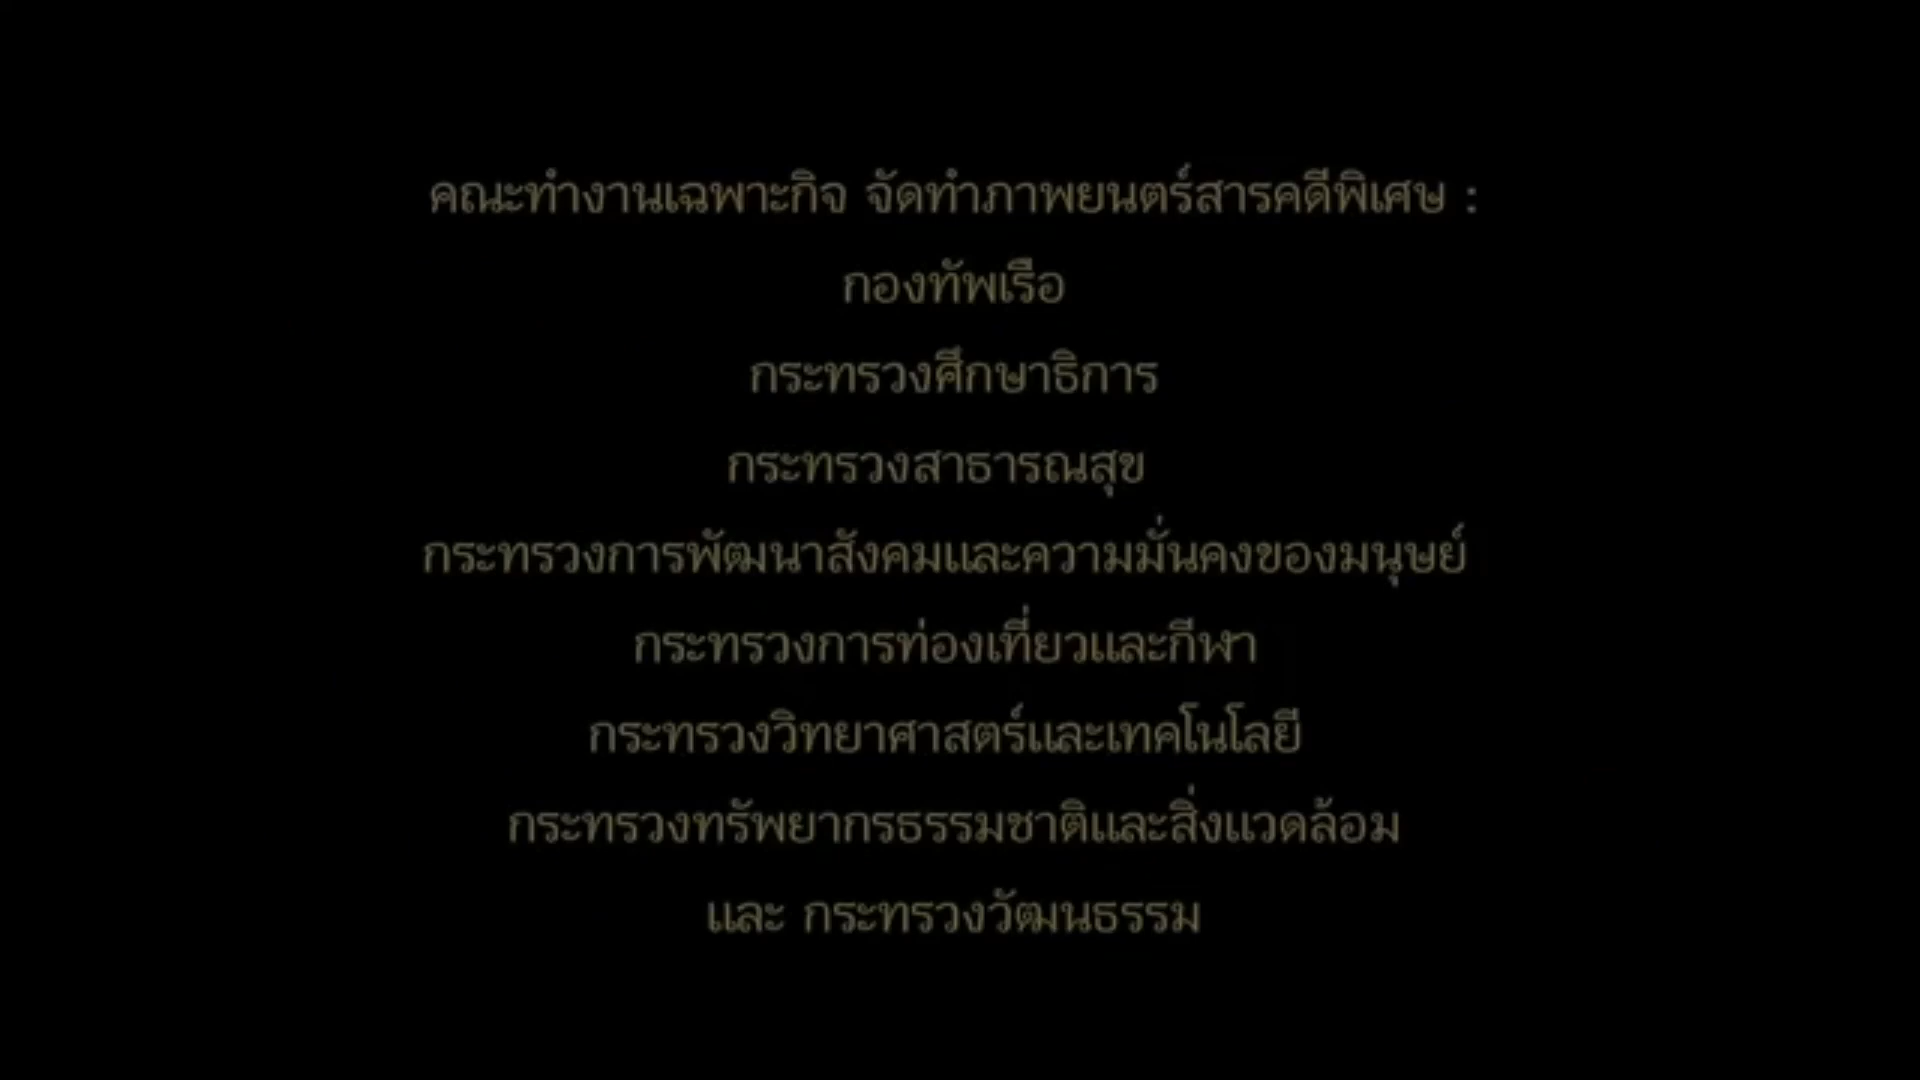 คณะทำงานเฉพาะกิจ จัดทำภาพยนตร์สารคดีพิเศษ :
กองทัพเรือ
กระทรวงศึกษาธิการ
กระทรวงสาธารณสุข
กระทรวงการพัฒนาสังคมและความมั่นคงของมนุษย์
กระทรวงการท่องเที่ยวและกีฬา
กระทรวงวิทยาศาสตร์และเทคโนโลยี
กระทรวงทรัพยากรธรรมชาติและสิ่งแวดล้อม
และ กระทรวงวัฒนธรรม